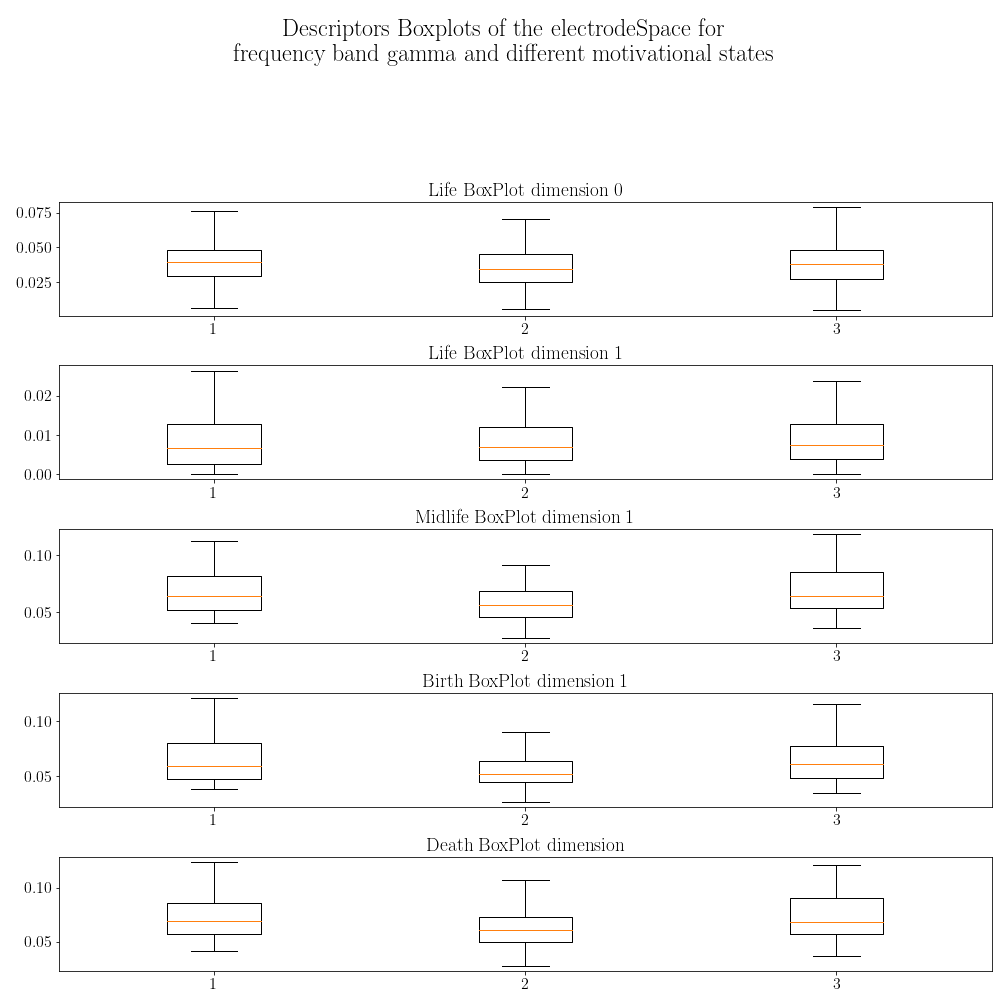 Descriptors Boxplots of the electrodeSpace for
frequency band gamma and different motivational states
Life BoxPlot dimension 0
0.075
0.050
0.025
1 2 3
Life BoxPlot dimension 1
0.02
0.01
0.00
1 2 3
Midlife BoxPlot dimension 1
0.10
0.05
1 2 3
Birth BoxPlot dimension 1
0.10
0.05
1 2 3
Death BoxPlot dimension
0.10
0.05
1 2 3